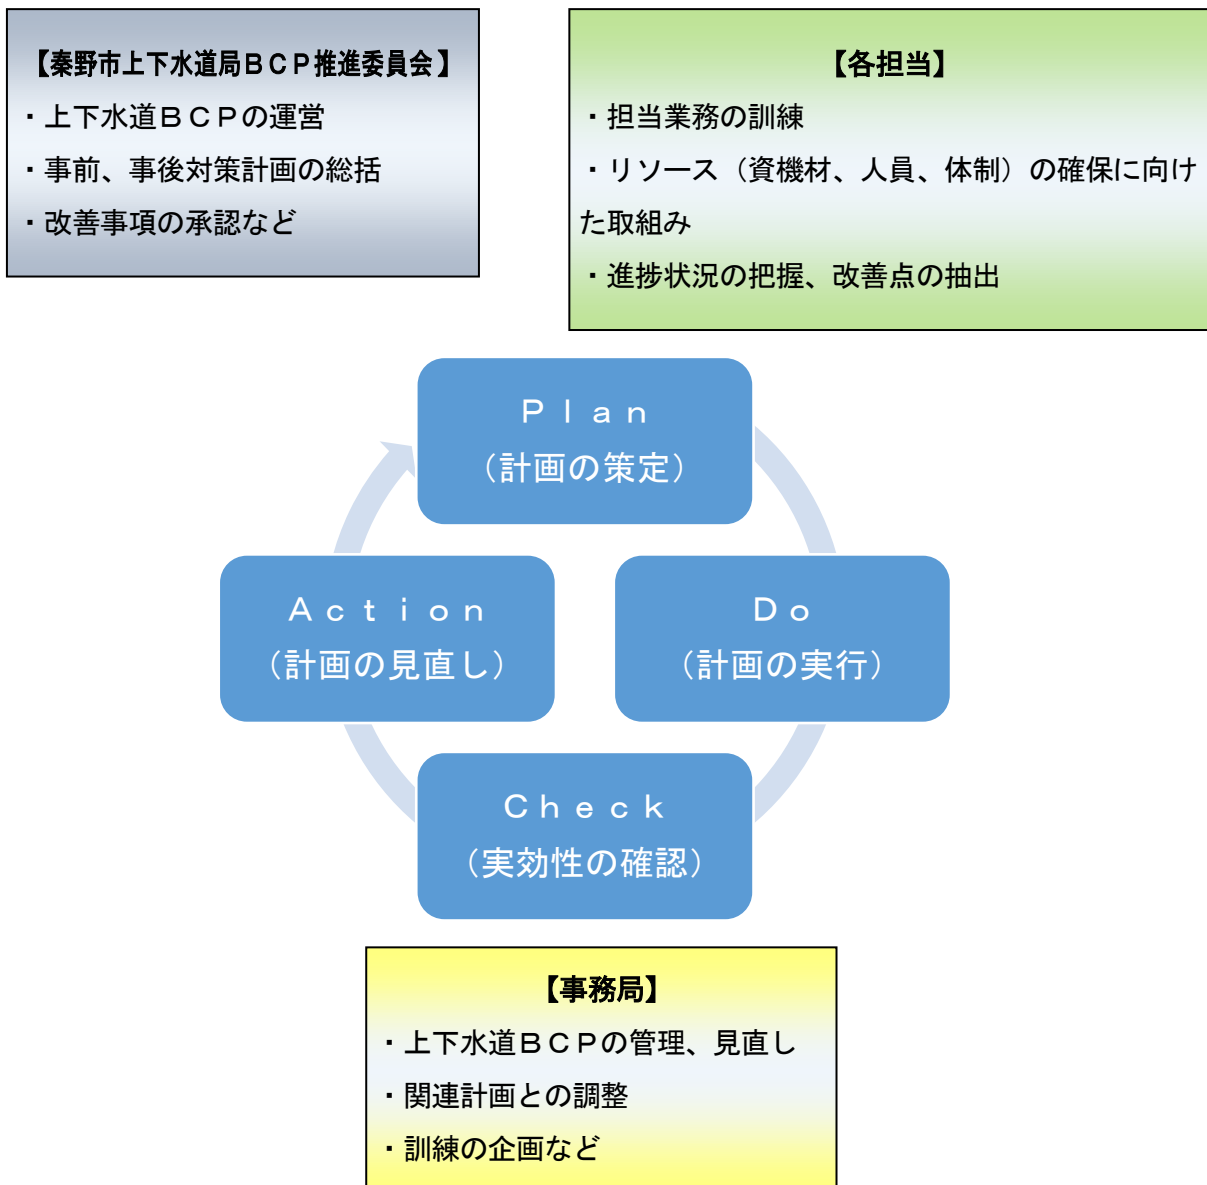 【秦野市上下水道局ＢＣＰ推進委員会】
・上下水道ＢＣＰの運営
・事前、事後対策計画の総括
・改善事項の承認など
【各担当】
・担当業務の訓練
・リソース（資機材、人員、体制）の確保に向け
た取組み
・進捗状況の把握、改善点の抽出
Ｐｌａｎ
（計画の策定）
Ａｃｔｉｏｎ
（計画の見直し）
Ｄｏ
（計画の実行）
Ｃｈｅｃｋ
（実効性の確認）
【事務局】
・上下水道ＢＣＰの管理、見直し
・関連計画との調整
・訓練の企画など